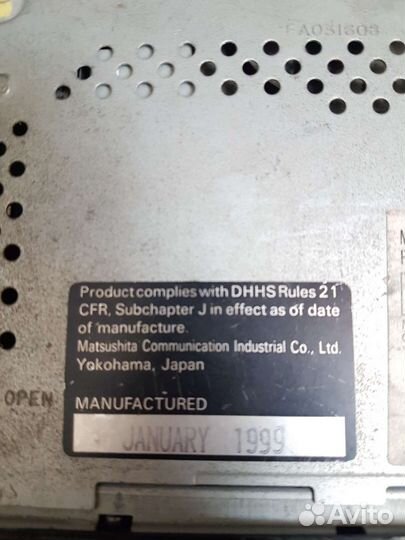 FA051603
Product complies with DHHS Rules 21
CFR, Subchapter J in effect as of date
of manufacture.
Matsushita Communication Industrial Co., Ltd.
Yokohama, Japan
OPEN
MANUFACTURED
JANUARY 1999
Avito